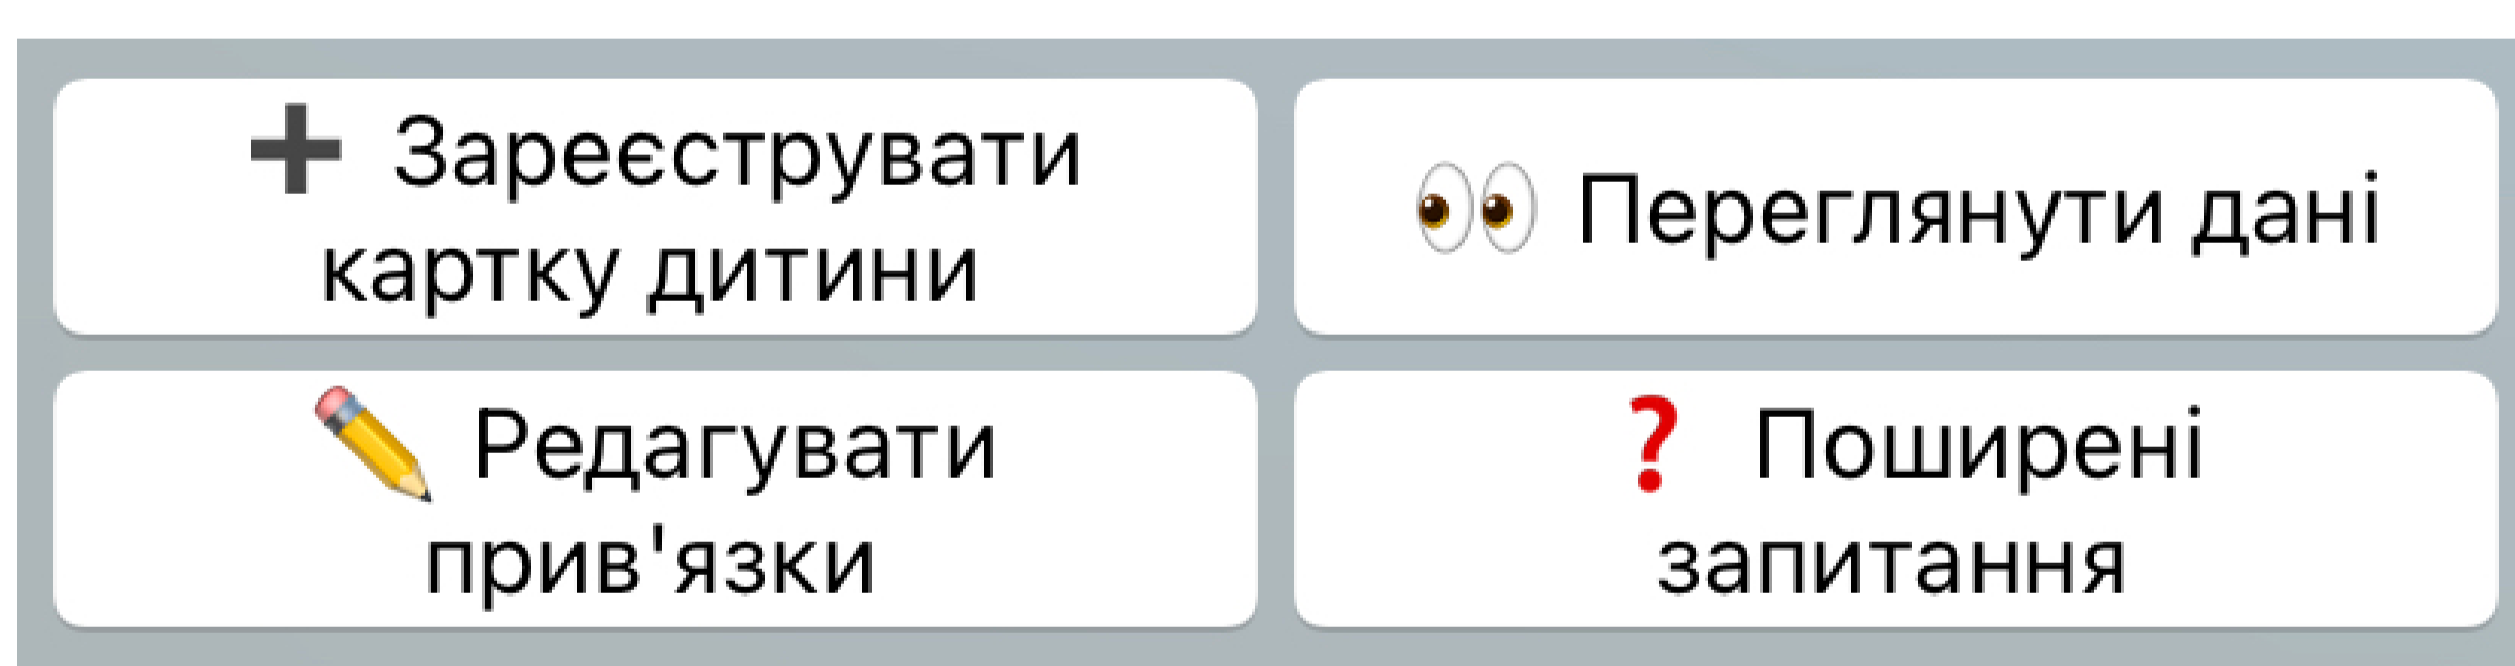 ➕ Зареєструвати
картку дитини
👀 Переглянути дані
✏️ Редагувати
прив'язки
❓ Поширені
запитання